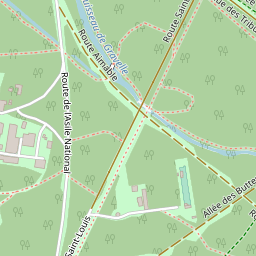 Ruisseau de Gravelle
Route Aimable
Route Saint
ue des Tribu
Route de l'Asile National
Saint-Louis
Allée des Butte